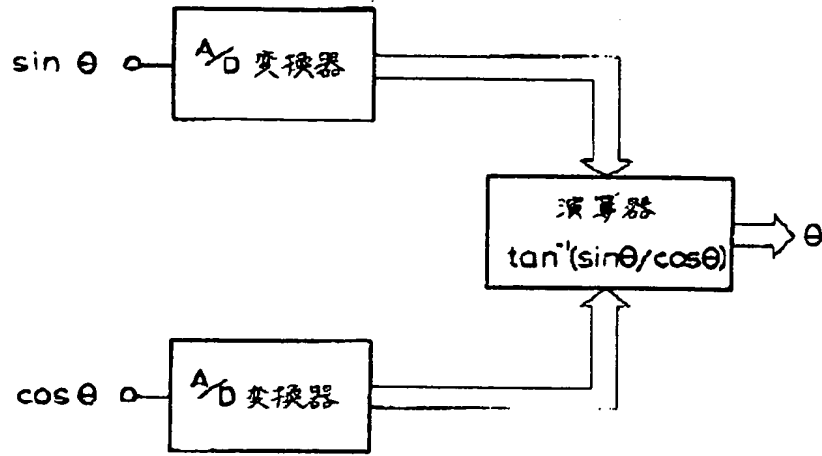 sin θ
A/D 変換器
演算器
tan⁻¹(sinθ/cosθ)
θ
cos θ
A/D 変換器